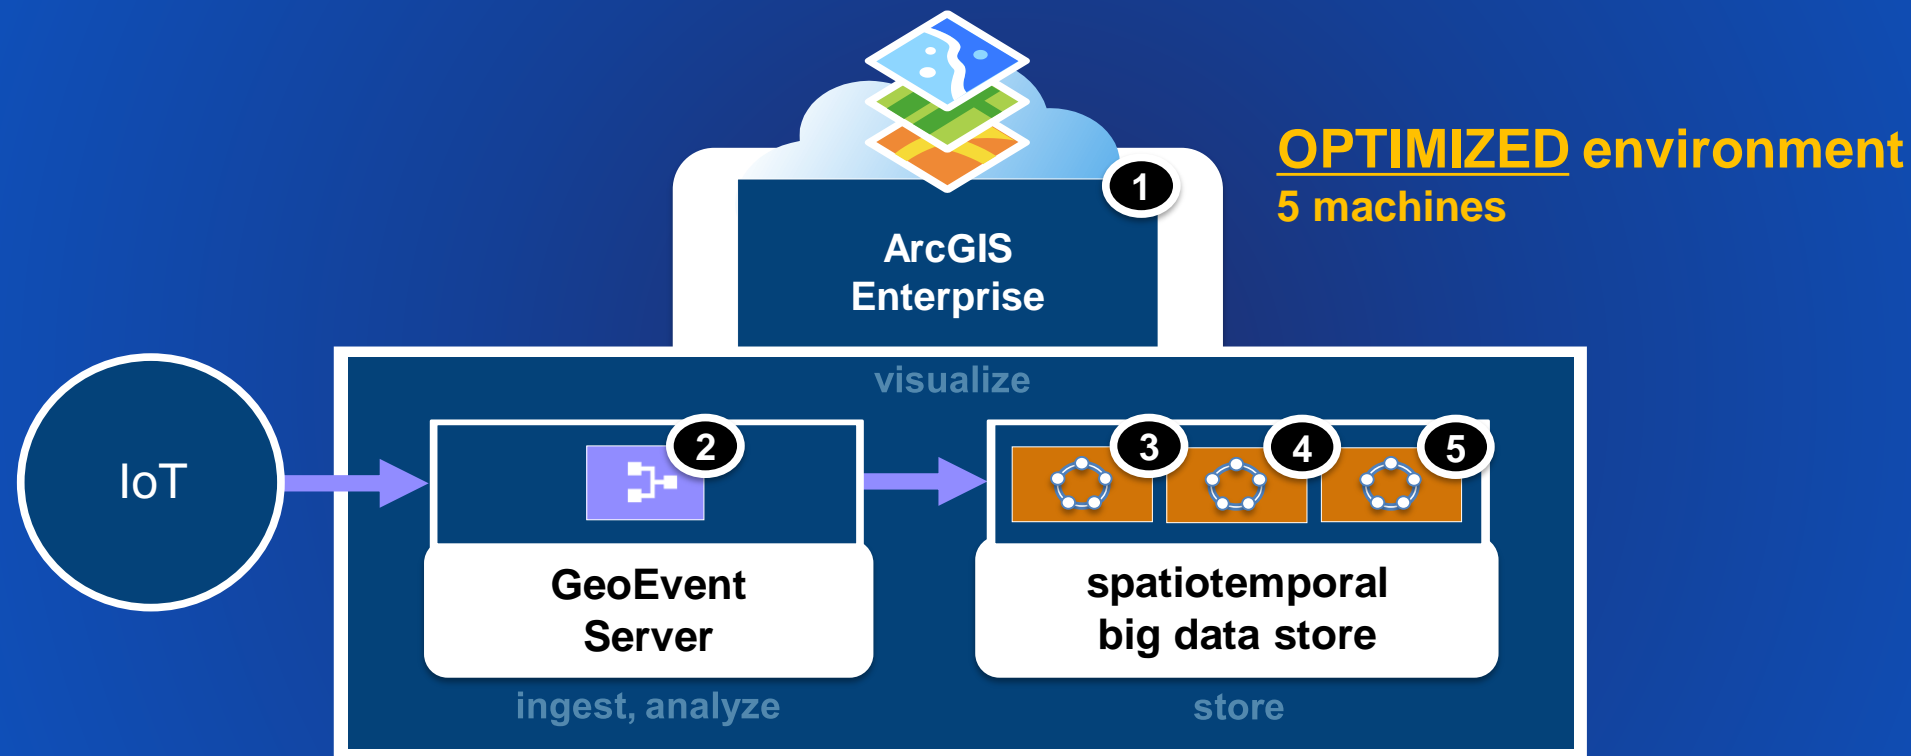 OPTIMIZED environment
5 machines
1
ArcGIS
Enterprise
visualize
IoT
2
3
4
5
GeoEvent
Server
spatiotemporal
big data store
ingest, analyze
store